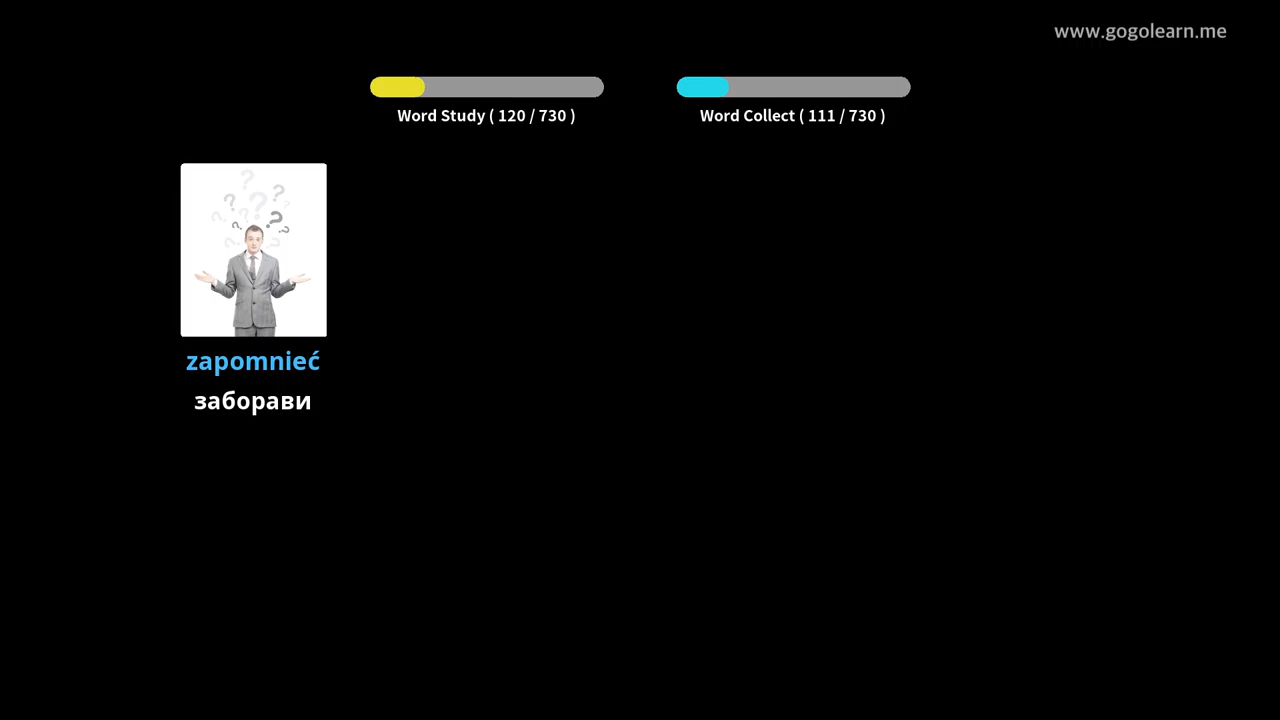 www.gogolearn.me
Word Study ( 120 / 730 )
Word Collect ( 111 / 730 )
zapomnieć
заборави